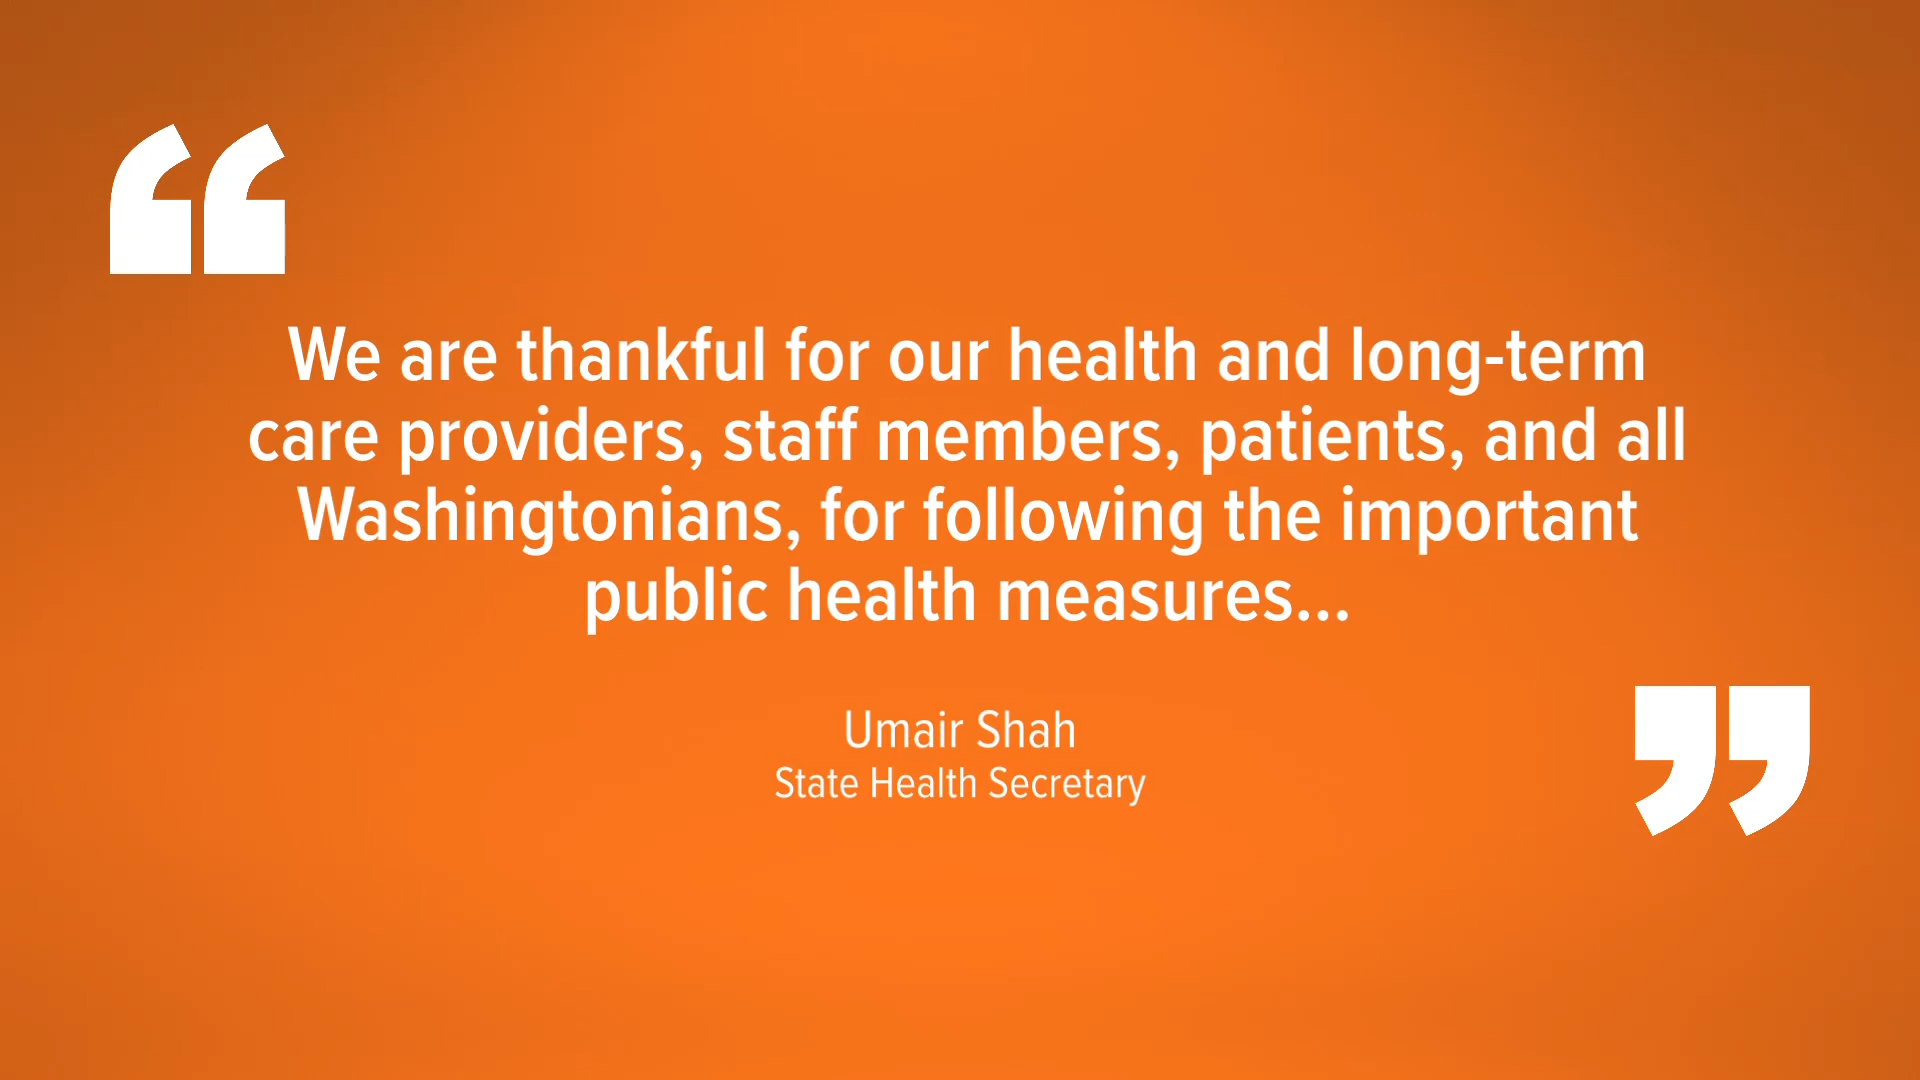 “
We are thankful for our health and long-term
care providers, staff members, patients, and all
Washingtonians, for following the important
public health measures...
”
Umair Shah
State Health Secretary